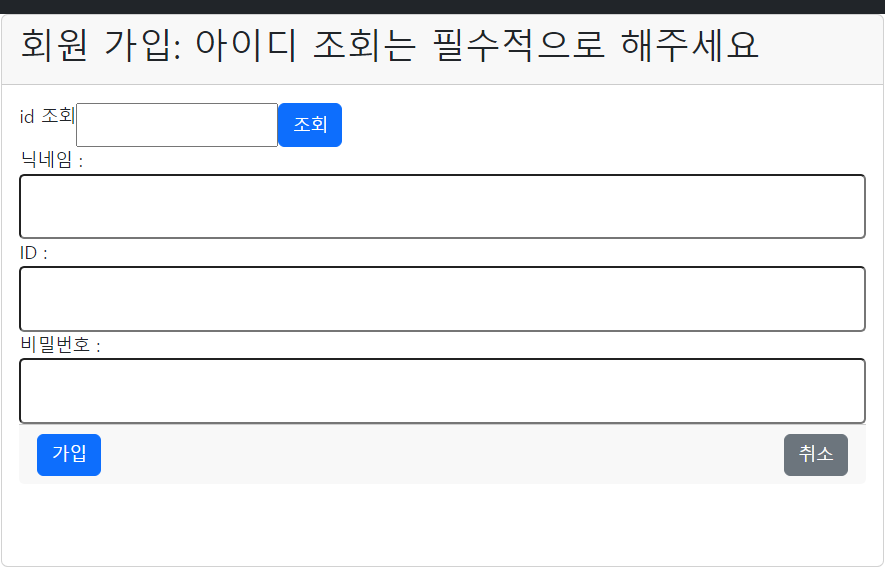 회원 가입: 아이디 조회는 필수적으로 해주세요
id 조회 조회
닉네임 :
ID :
비밀번호 :
가입 취소